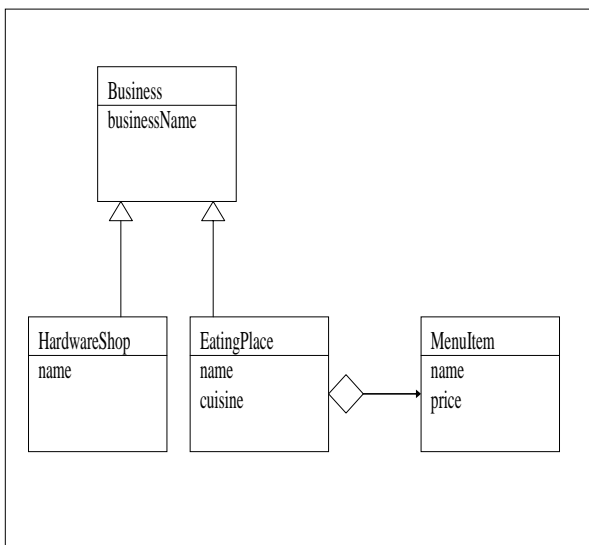 Business
businessName
HardwareShop
name
EatingPlace
name
cuisine
MenuItem
name
price